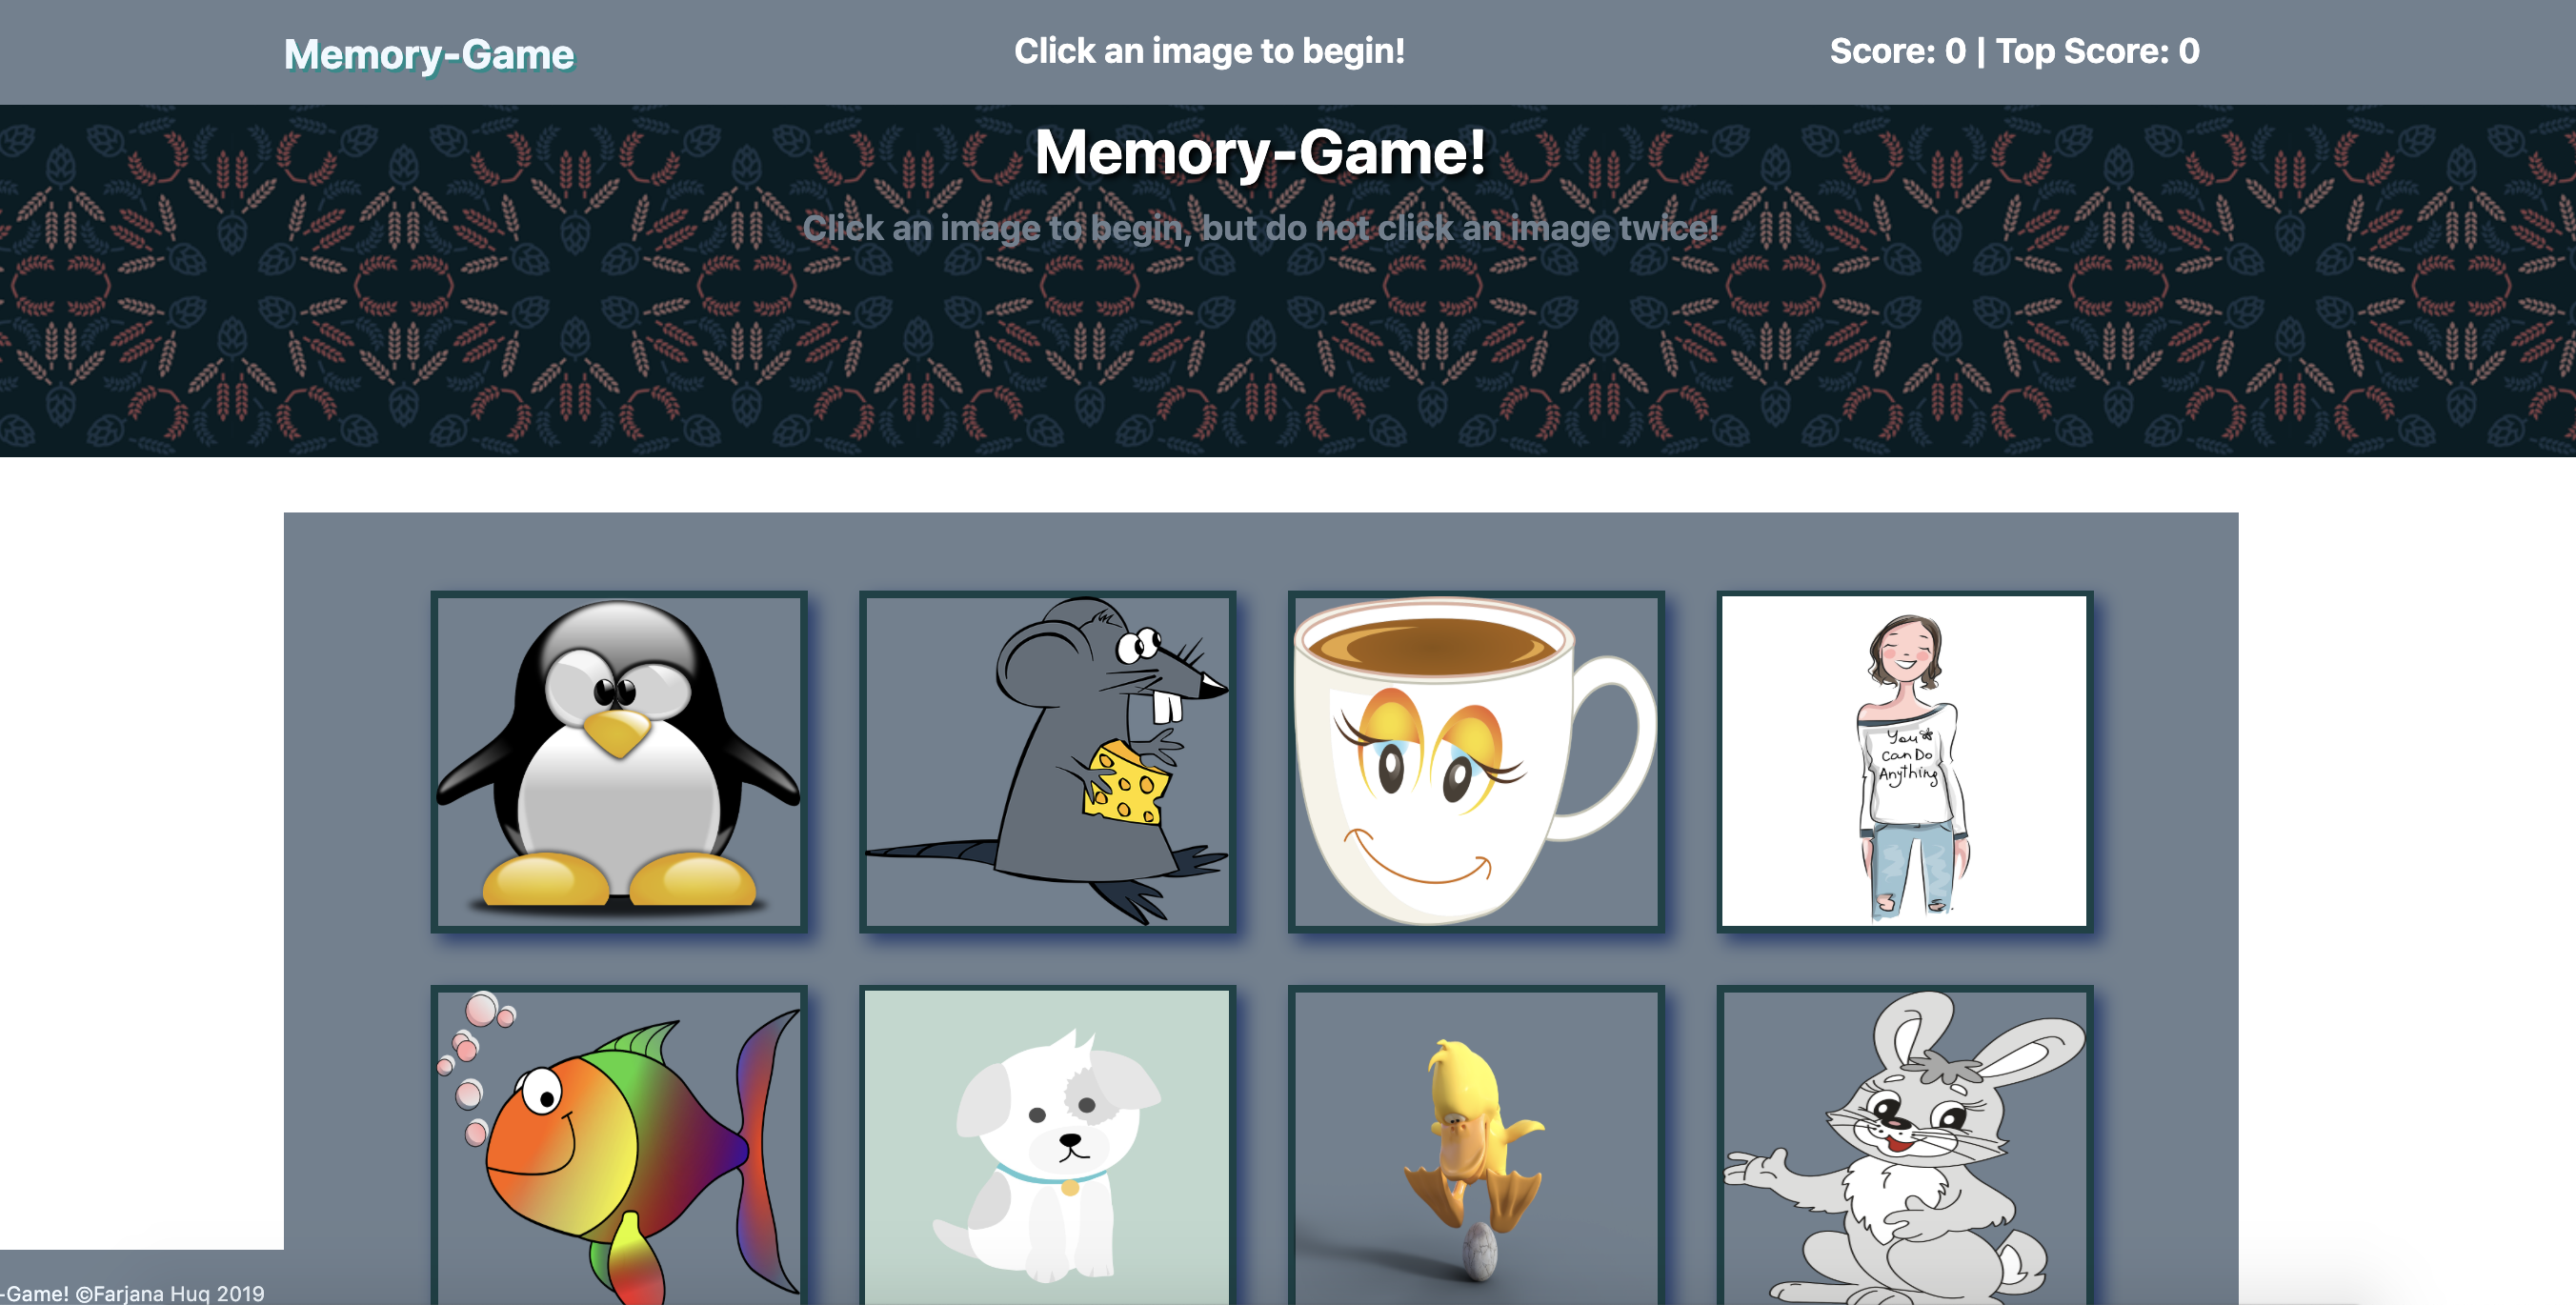 Memory-Game
Click an image to begin!
Score: 0 | Top Score: 0
Memory-Game!
Click an image to begin, but do not click an image twice!
You
can Do
Anything
-Game! ©Farjana Huq 2019